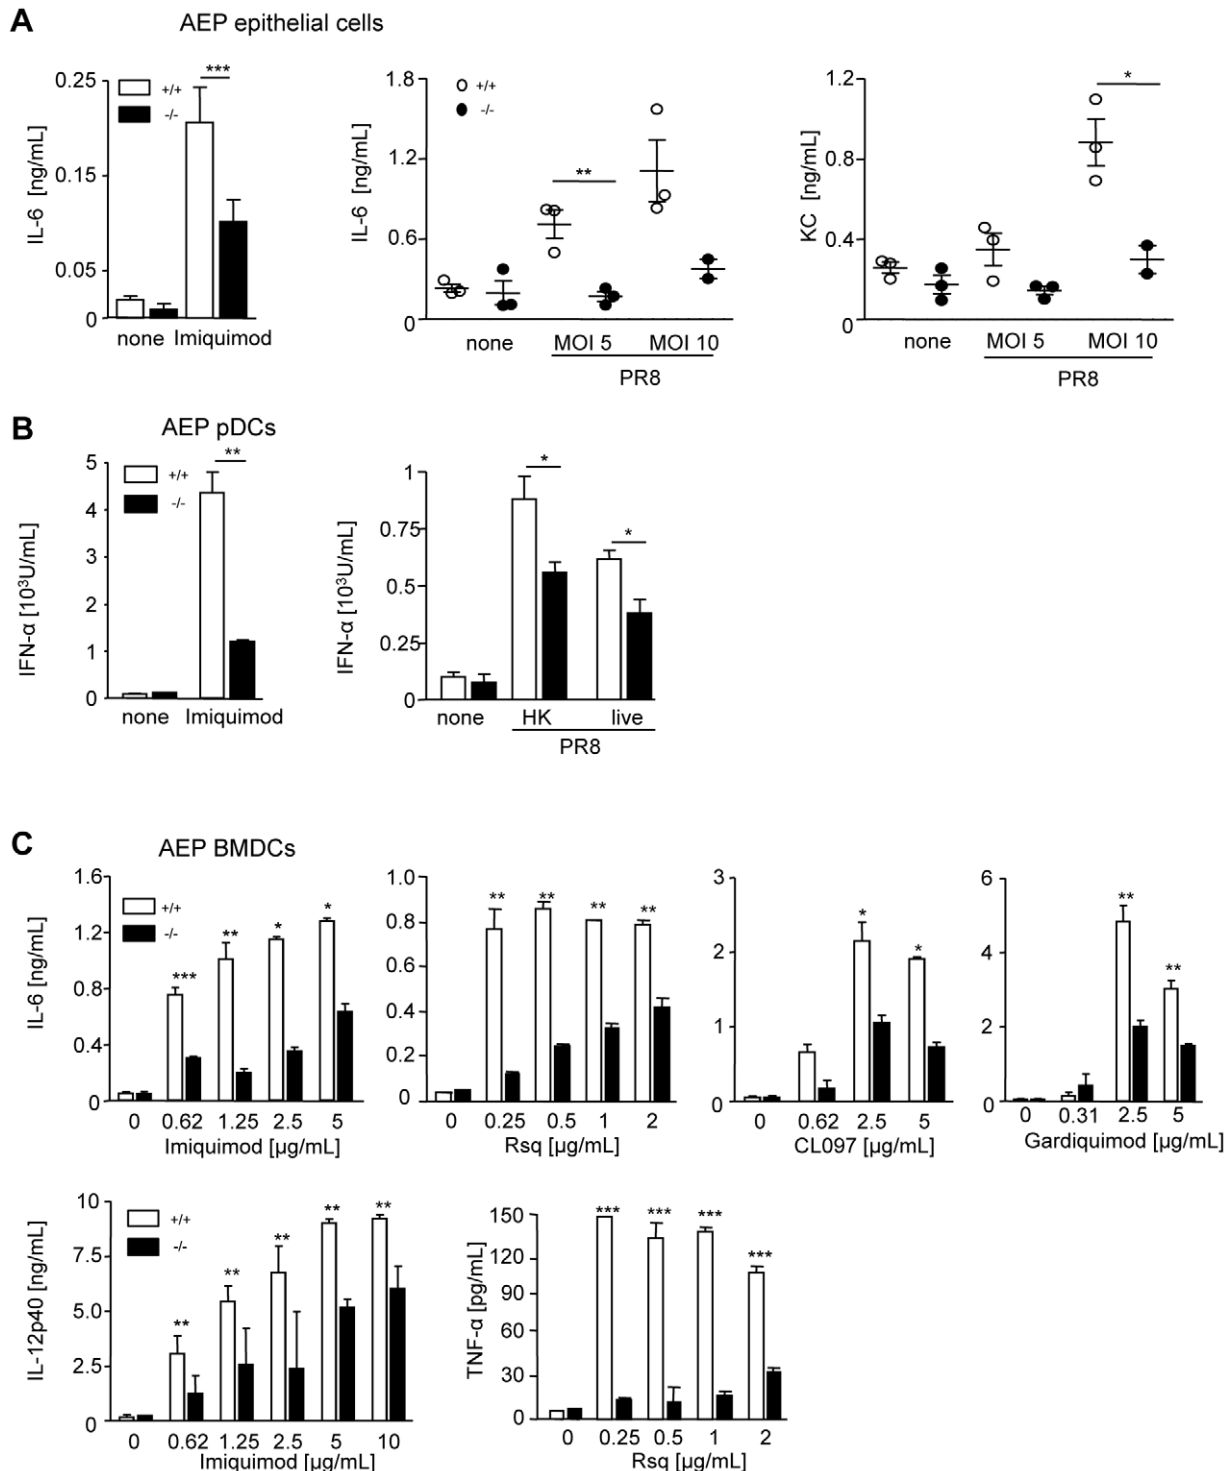 A
AEP epithelial cells
IL-6 [ng/mL]
0.25
0.15
0.05
0
+/+
-/-
***
none Imiquimod
IL-6 [ng/mL]
1.8
1.2
0.6
0
+/+
-/-
**
none MOI 5 MOI 10
PR8
KC [ng/mL]
1.2
0.8
0.4
0
*
none MOI 5 MOI 10
PR8
B
AEP pDCs
IFN-α [10³U/mL]
5
4
3
2
1
0
+/+
-/-
**
none Imiquimod
IFN-α [10³U/mL]
1
0.75
0.5
0.25
0
*
*
none HK live
PR8
C
AEP BMDCs
IL-6 [ng/mL]
1.6
1.2
0.8
0.4
0
+/+
-/-
*** ** * *
0 0.62 1.25 2.5 5
Imiquimod [µg/mL]
1.0
0.8
0.6
0.4
0.2
0
** ** ** **
0 0.25 0.5 1 2
Rsq [µg/mL]
3
2
1
0
* *
0 0.62 2.5 5
CL097 [µg/mL]
6
4
2
0
** **
0 0.31 2.5 5
Gardiquimod [µg/mL]
IL-12p40 [ng/mL]
10
7.5
5.0
2.5
0
+/+
-/-
** ** ** ** **
0 0.62 1.25 2.5 5 10
Imiquimod [µg/mL]
TNF-α [pg/mL]
150
120
90
60
30
0
*** *** *** ***
0 0.25 0.5 1 2
Rsq [µg/mL]